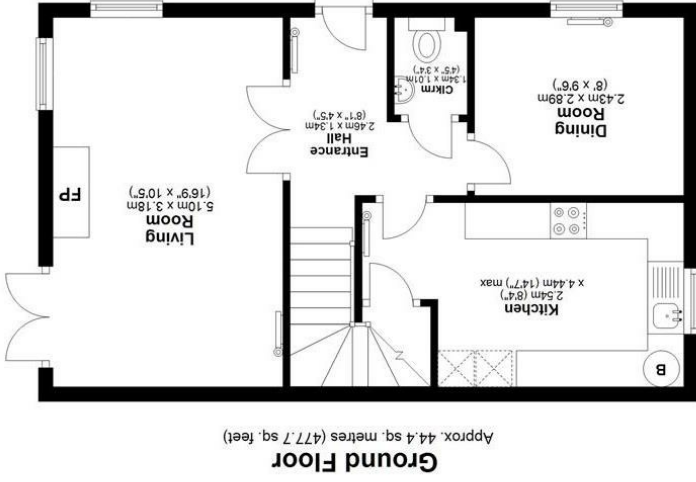 Ground Floor
Approx. 44.4 sq. metres (477.7 sq. feet)
B
Kitchen
2.54m (8'4")
x 4.44m (14'7") max
Living
Room
5.10m x 3.18m
(16'9" x 10'5")
FP
Dining
Room
2.43m x 2.89m
(8' 9'6")
Entrance
Hall
2.46m x 1.34m
(8'1" x 4'5")
Clkrm
1.34m x 1.01m
(4'5" x 3'4")